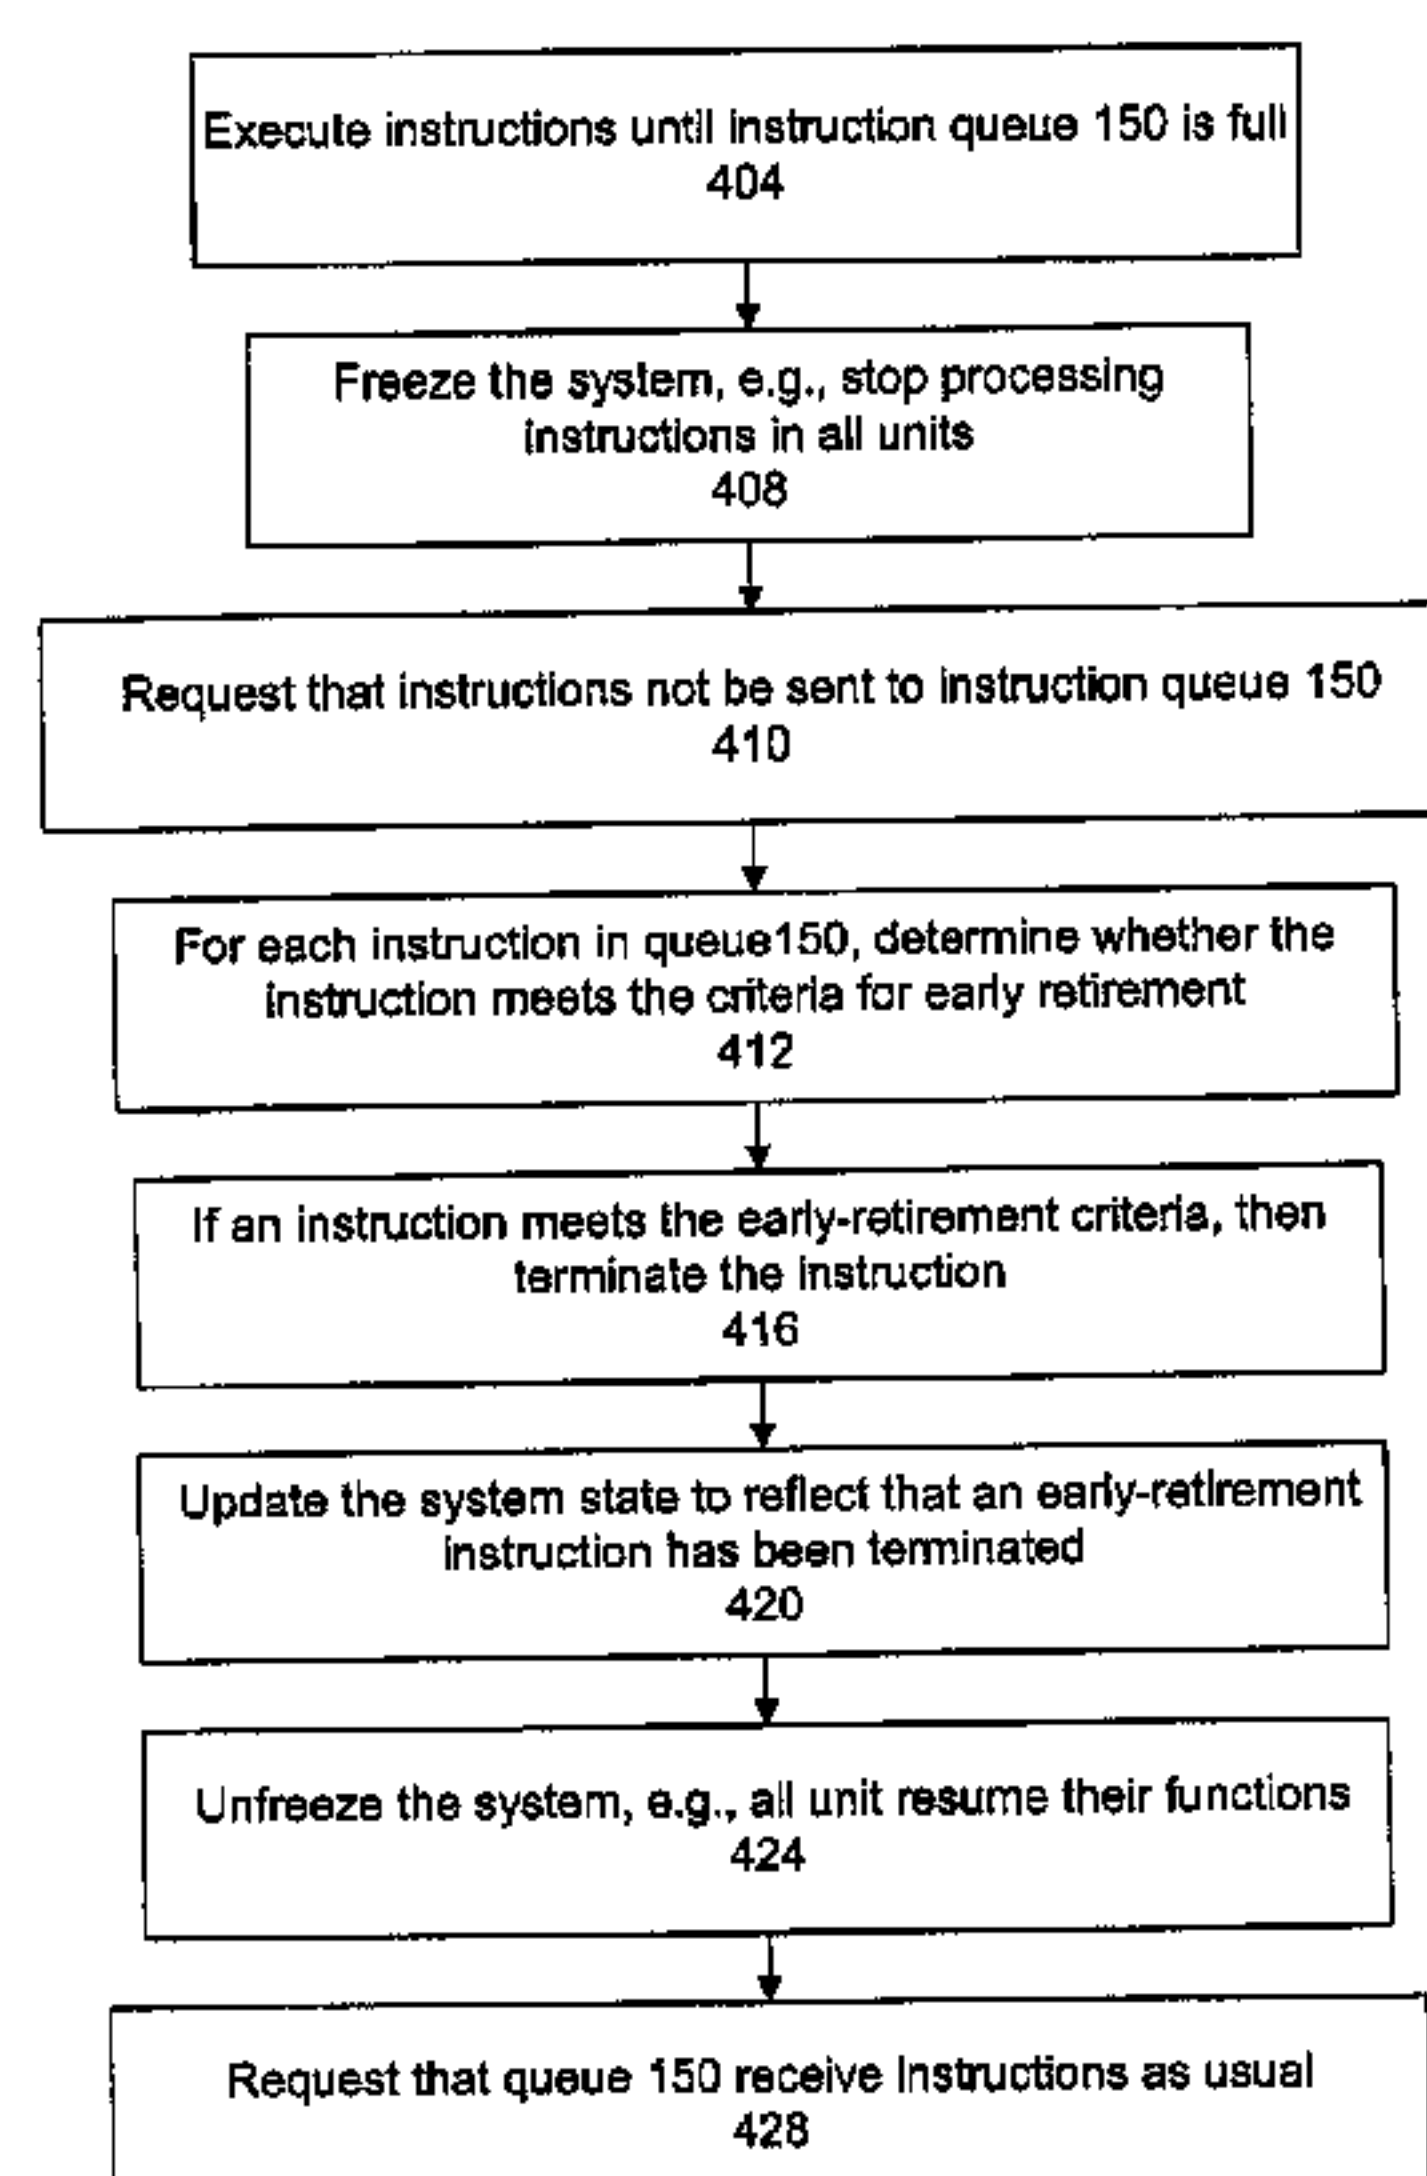 Execute instructions until instruction queue 150 is full
404
Freeze the system, e.g., stop processing
instructions in all units
408
Request that instructions not be sent to instruction queue 150
410
For each instruction in queue150, determine whether the
instruction meets the criteria for early retirement
412
If an instruction meets the early-retirement criteria, then
terminate the instruction
416
Update the system state to reflect that an early-retirement
instruction has been terminated
420
Unfreeze the system, e.g., all unit resume their functions
424
Request that queue 150 receive instructions as usual
428